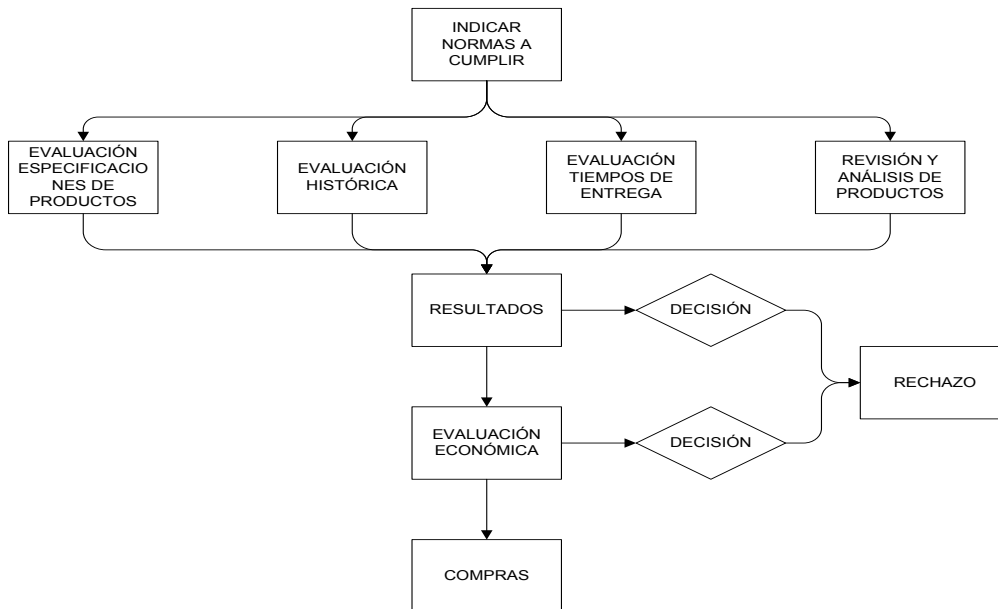 INDICAR
NORMAS A
CUMPLIR
EVALUACIÓN
ESPECIFICACIO
NES DE
PRODUCTOS
EVALUACIÓN
HISTÓRICA
EVALUACIÓN
TIEMPOS DE
ENTREGA
REVISIÓN Y
ANÁLISIS DE
PRODUCTOS
RESULTADOS
DECISIÓN
RECHAZO
EVALUACIÓN
ECONÓMICA
DECISIÓN
COMPRAS